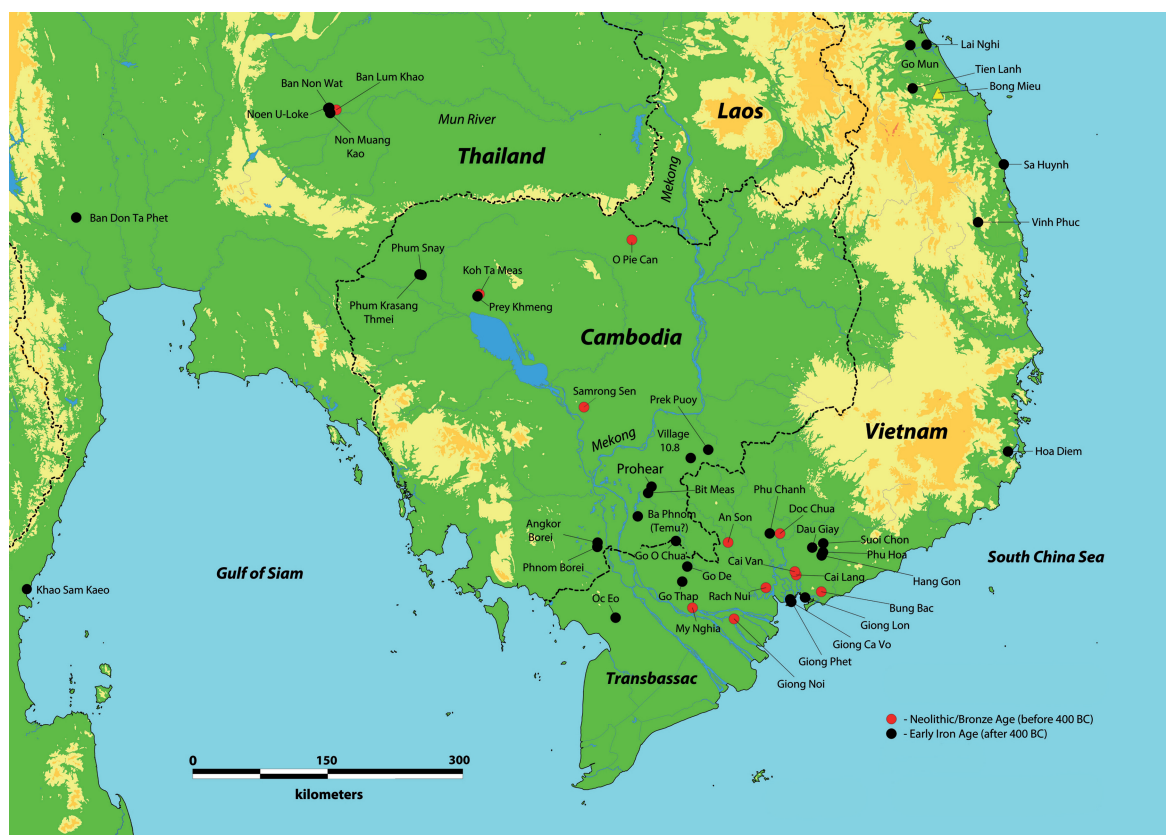 Lai Nghi
Go Mun
Tien Lanh
Bong Mieu
Ban Non Wat
Ban Lum Khao
Noen U-Loke
Non Muang
Kao
Mun River
Laos
Thailand
Mekong
Sa Huynh
Ban Don Ta Phet
Vinh Phuc
O Pie Can
Phum Snay
Koh Ta Meas
Phum Krasang
Thmei
Prey Khmeng
Cambodia
Samrong Sen
Prek Puoy
Mekong
Village
10.8
Vietnam
Hoa Diem
Prohear
Bit Meas
Phu Chanh
Doc Chua
Ba Phnom
(Temu?)
An Son
Dau Giay
Angkor
Borei
Suoi Chon
Phu Hoa
Go O Chua
Cai Van
Phnom Borei
Go De
Cai Lang
Hang Gon
South China Sea
Gulf of Siam
Khao Sam Kaeo
Oc Eo
Go Thap
Rach Nui
Bung Bac
My Nghia
Giong Lon
Giong Ca Vo
Giong Phet
Giong Noi
Transbassac
- Neolithic/Bronze Age (before 400 BC)
- Early Iron Age (after 400 BC)
0 150 300
kilometers